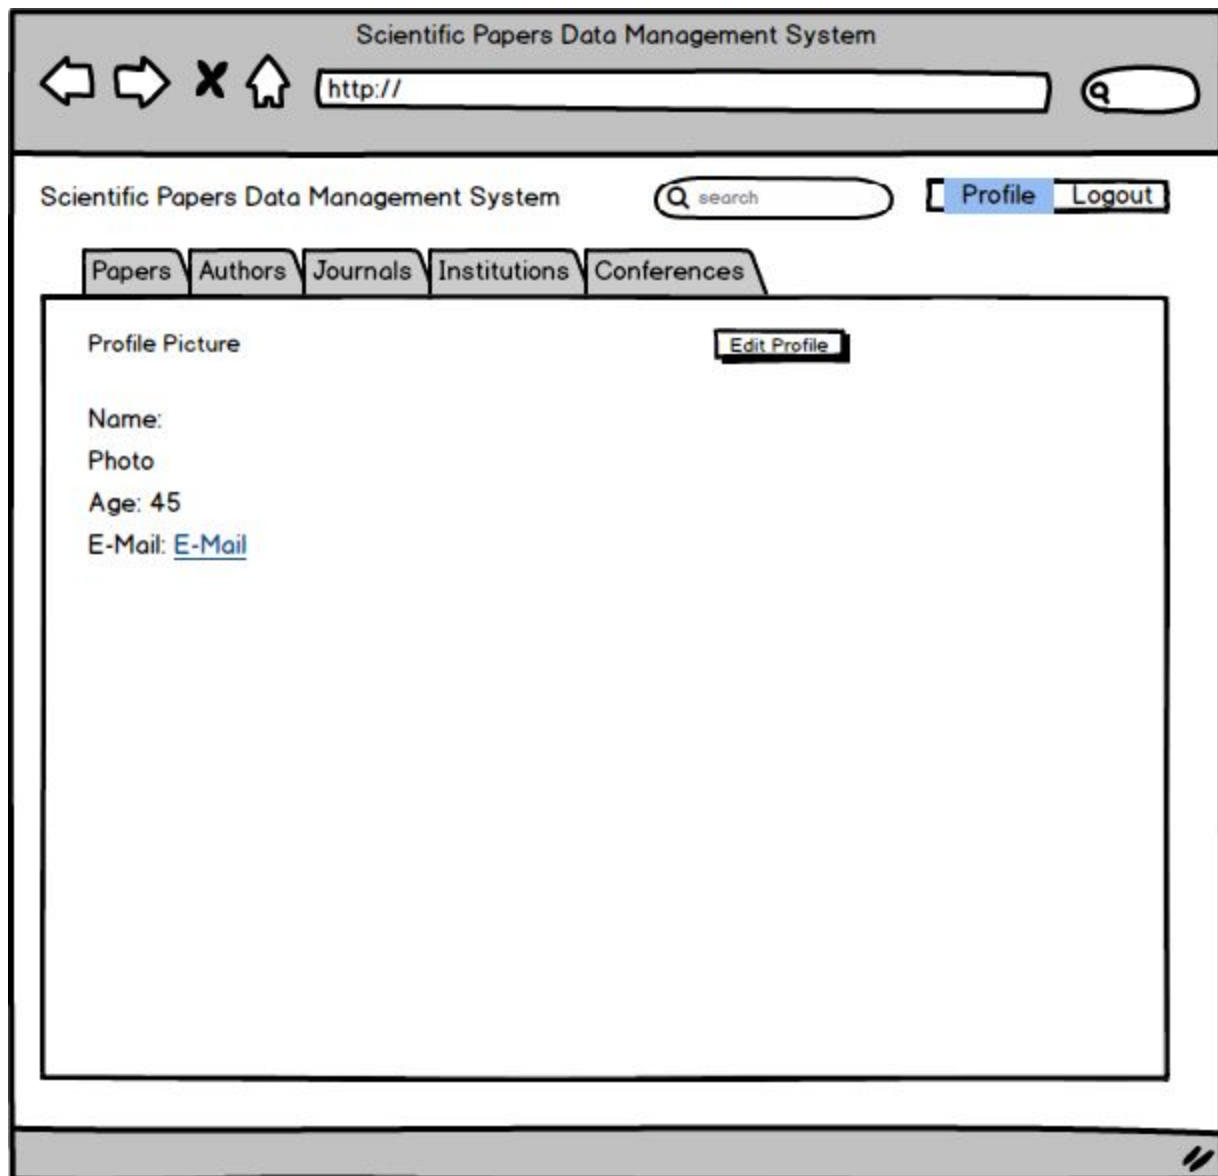 Scientific Papers Data Management System
http://
Scientific Papers Data Management System search Profile Logout
Papers Authors Journals Institutions Conferences
Profile Picture Edit Profile
Name:
Photo
Age: 45
E-Mail: E-Mail